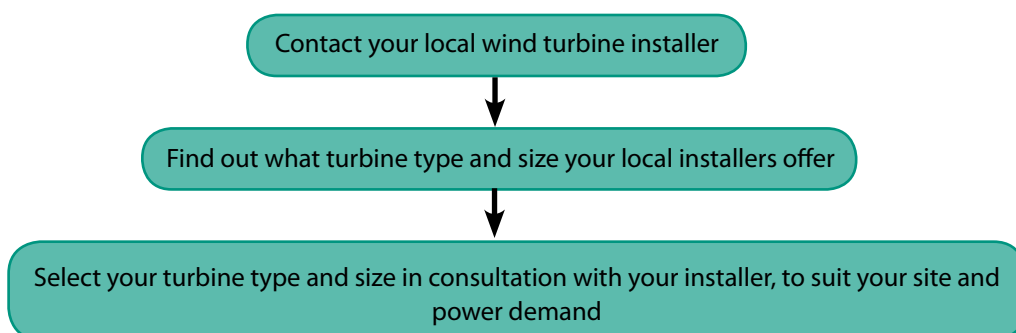 Contact your local wind turbine installer
Find out what turbine type and size your local installers offer
Select your turbine type and size in consultation with your installer, to suit your site and
power demand